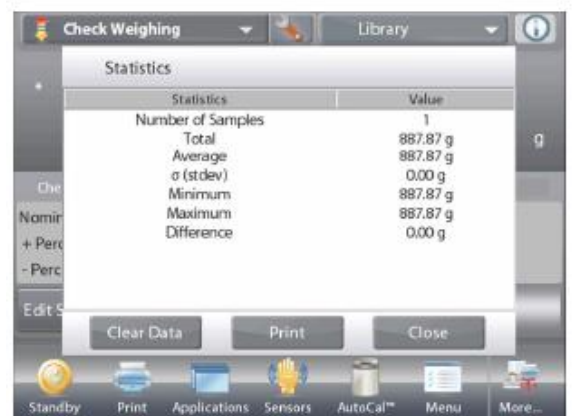 Check Weighing
Library
Statistics
Statistics Value
Number of Samples 1
Total 887.87 g
Average 887.87 g
σ (stdev) 0.00 g
Minimum 887.87 g
Maximum 887.87 g
Difference 0.00 g
g
Che
Nomin
+ Perc
- Perc
Edit S
Clear Data Print Close
Standby Print Applications Sensors AutoCal™ Menu More...